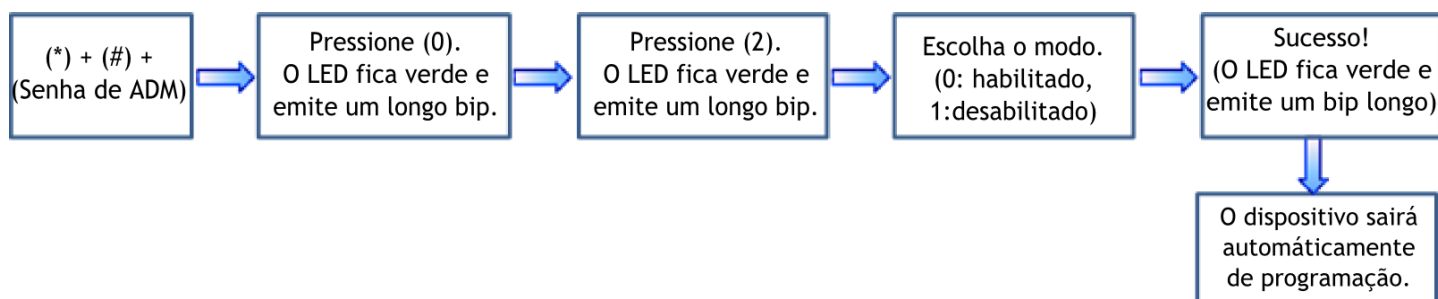 (*) + (#) +
(Senha de ADM)
Pressione (0).
O LED fica verde e
emite um longo bip.
Pressione (2).
O LED fica verde e
emite um longo bip.
Escolha o modo.
(0: habilitado,
1:desabilitado)
Sucesso!
(O LED fica verde e
emite um bip longo)
O dispositivo sairá
automáticamente
de programação.